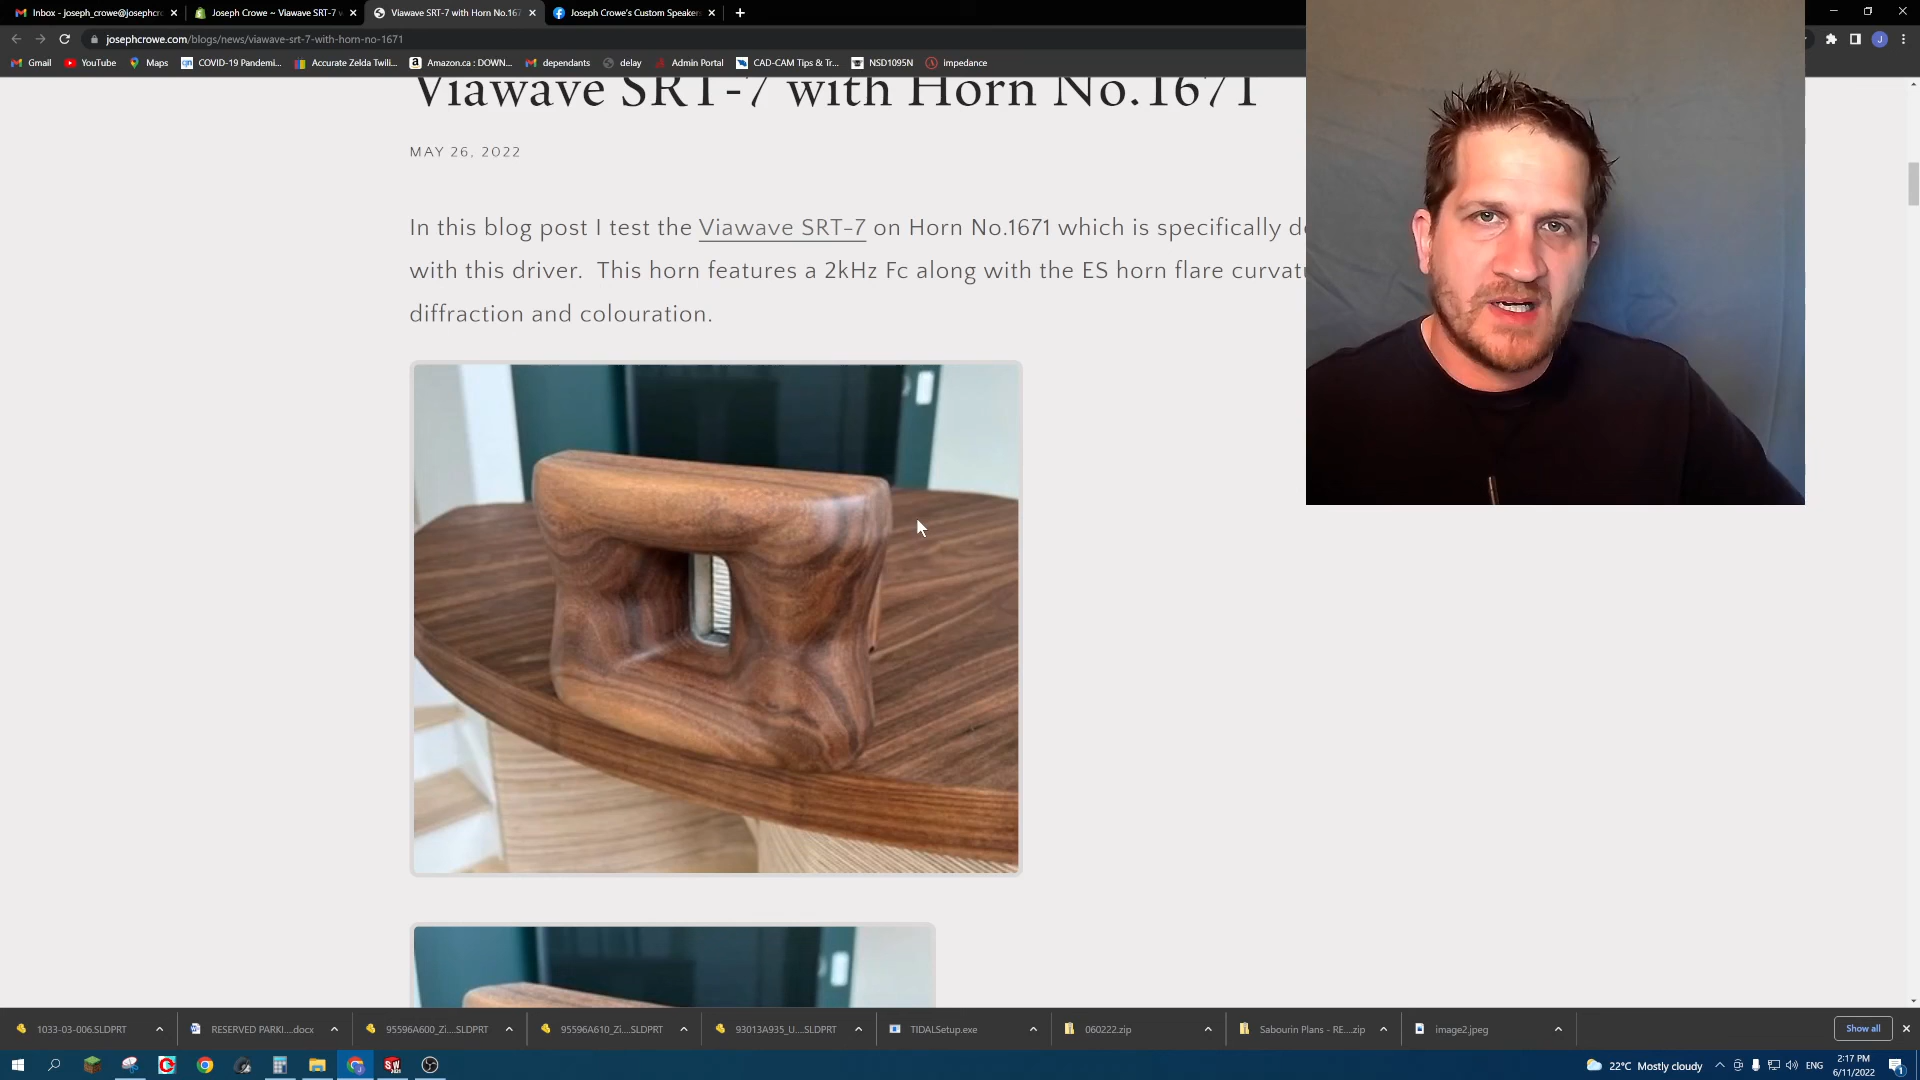 Inbox - joseph_crowe@josephcr
Joseph Crowe ~ Viawave SRT-7 w
Viawave SRT-7 with Horn No.167
Joseph Crowe's Custom Speaker
josephcrowe.com/blogs/news/viawave-srt-7-with-horn-no-1671
Gmail
YouTube
Maps
COVID-19 Pandemi...
Accurate Zelda Twili...
Amazon.ca : DOWN...
dependants
delay
Admin Portal
CAD-CAM Tips & Tr...
NSD1095N
impedance
Viawave SRT-7 with Horn No.1671
MAY 26, 2022
In this blog post I test the Viawave SRT-7 on Horn No.1671 which is specifically de
with this driver. This horn features a 2kHz Fc along with the ES horn flare curvatu
diffraction and colouration.
1033-03-006.SLDPRT
RESERVED PARKI....docx
95596A600_Zi....SLDPRT
95596A610_Zi....SLDPRT
93013A935_U....SLDPRT
TIDALSetup.exe
060222.zip
Sabourin Plans - RE....zip
image2.jpeg
Show all
22°C Mostly cloudy
ENG
2:17 PM
6/11/2022